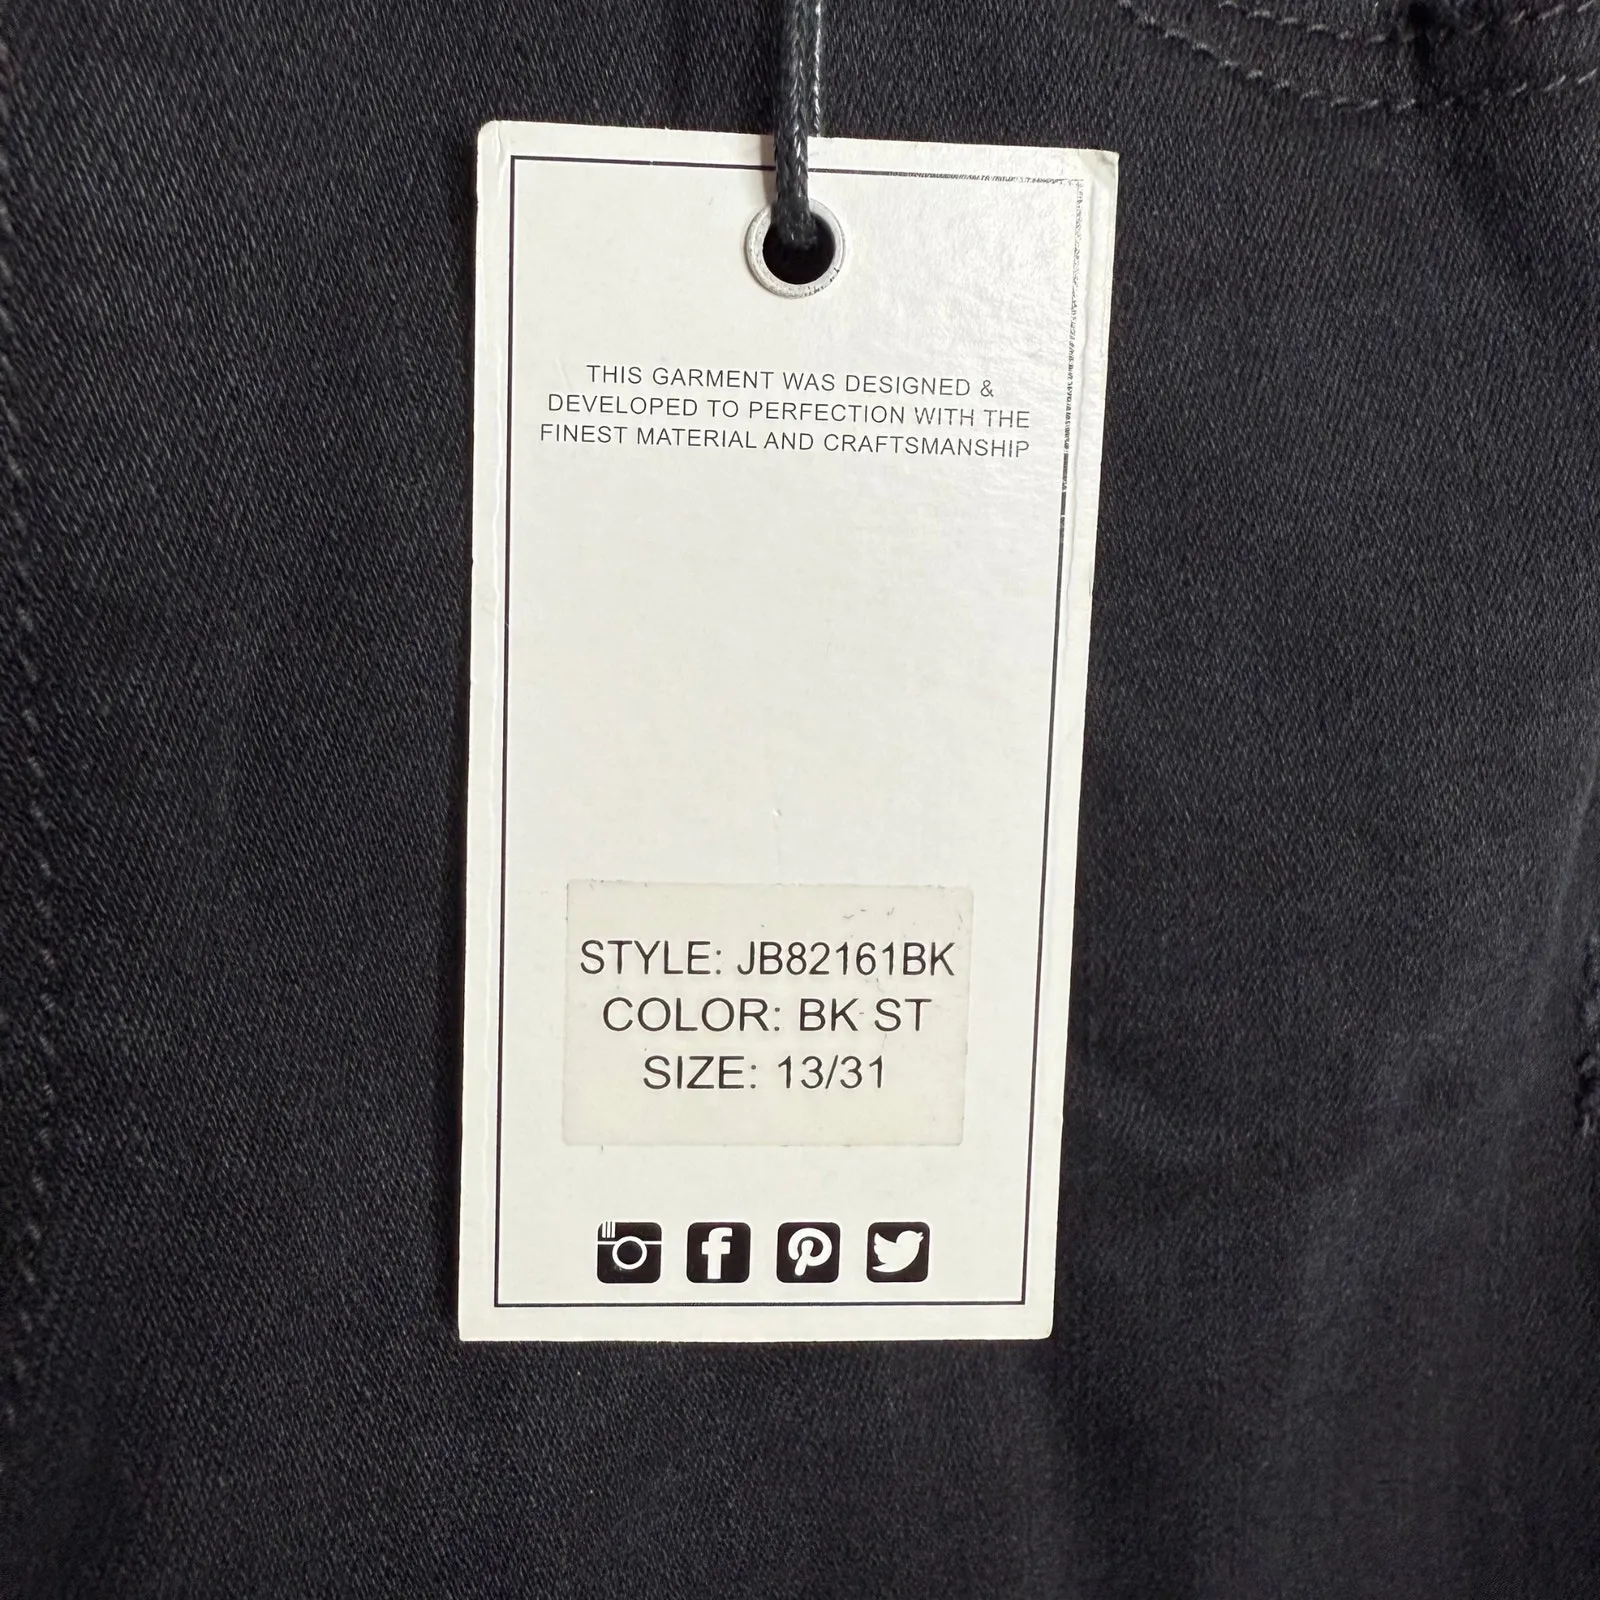 THIS GARMENT WAS DESIGNED &
DEVELOPED TO PERFECTION WITH THE
FINEST MATERIAL AND CRAFTSMANSHIP
STYLE: JB82161BK
COLOR: BK ST
SIZE: 13/31